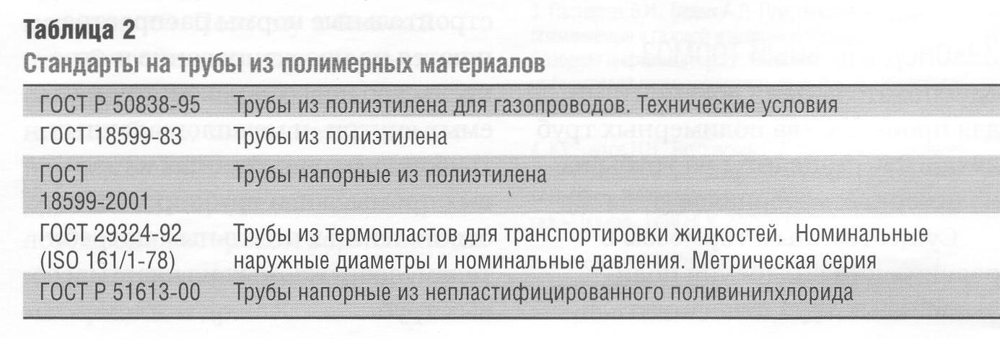 Таблица 2
Стандарты на трубы из полимерных материалов
ГОСТ Р 50838-95 Трубы из полиэтилена для газопроводов. Технические условия
ГОСТ 18599-83 Трубы из полиэтилена
ГОСТ Трубы напорные из полиэтилена
18599-2001
ГОСТ 29324-92 Трубы из термопластов для транспортировки жидкостей. Номинальные
(ISO 161/1-78) наружные диаметры и номинальные давления. Метрическая серия
ГОСТ Р 51613-00 Трубы напорные из непластифицированного поливинилхлорида